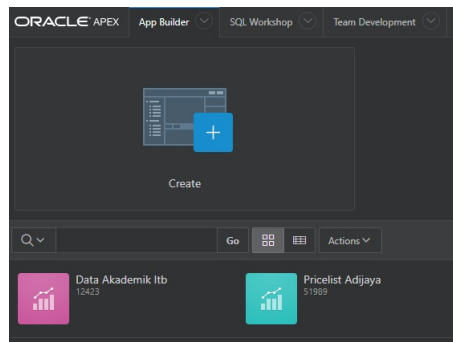 ORACLE APEX App Builder SQL Workshop Team Development
Create
Go Actions
Data Akademik Itb Pricelist Adijaya
12423 51989